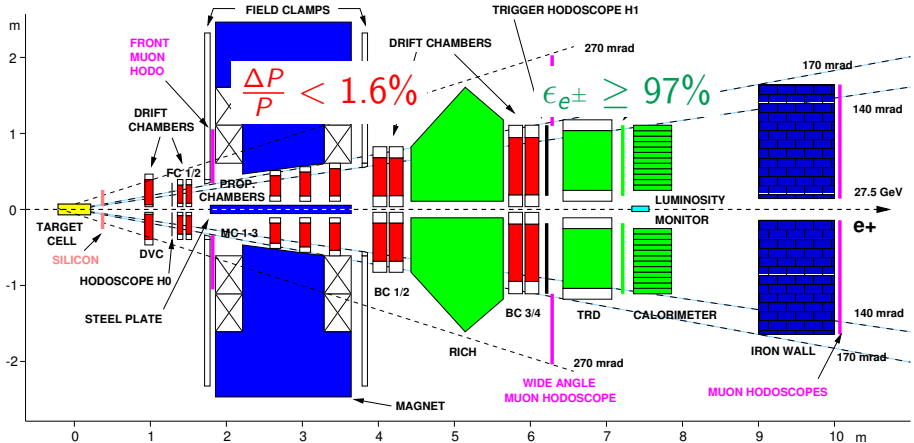 m
FIELD CLAMPS
TRIGGER HODOSCOPE H1
FRONT
MUON
HODO
DRIFT CHAMBERS
270 mrad
170 mrad
2
ΔP/P < 1.6%
ϵe± ≥ 97%
DRIFT
CHAMBERS
140 mrad
1
FC 1/2
PROP.
CHAMBERS
27.5 GeV
LUMINOSITY
MONITOR
0
e+
TARGET
CELL
SILICON
DVC
MC 1-3
HODOSCOPE H0
STEEL PLATE
BC 1/2
BC 3/4
TRD
CALORIMETER
-1
140 mrad
RICH
IRON WALL
170 mrad
270 mrad
-2
WIDE ANGLE
MUON HODOSCOPE
MUON HODOSCOPES
MAGNET
0 1 2 3 4 5 6 7 8 9 10 m